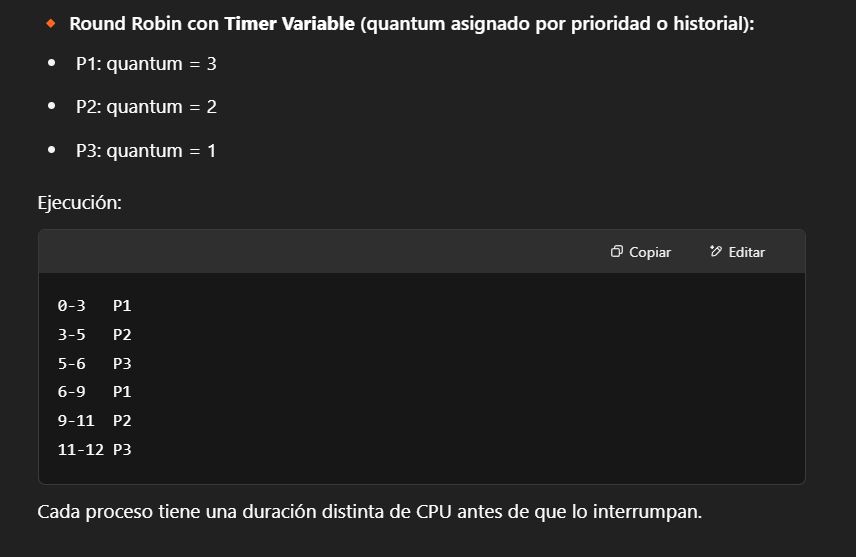 🔸 Round Robin con Timer Variable (quantum asignado por prioridad o historial):
• P1: quantum = 3
• P2: quantum = 2
• P3: quantum = 1
Ejecución:
Copiar Editar
0-3 P1
3-5 P2
5-6 P3
6-9 P1
9-11 P2
11-12 P3
Cada proceso tiene una duración distinta de CPU antes de que lo interrumpan.